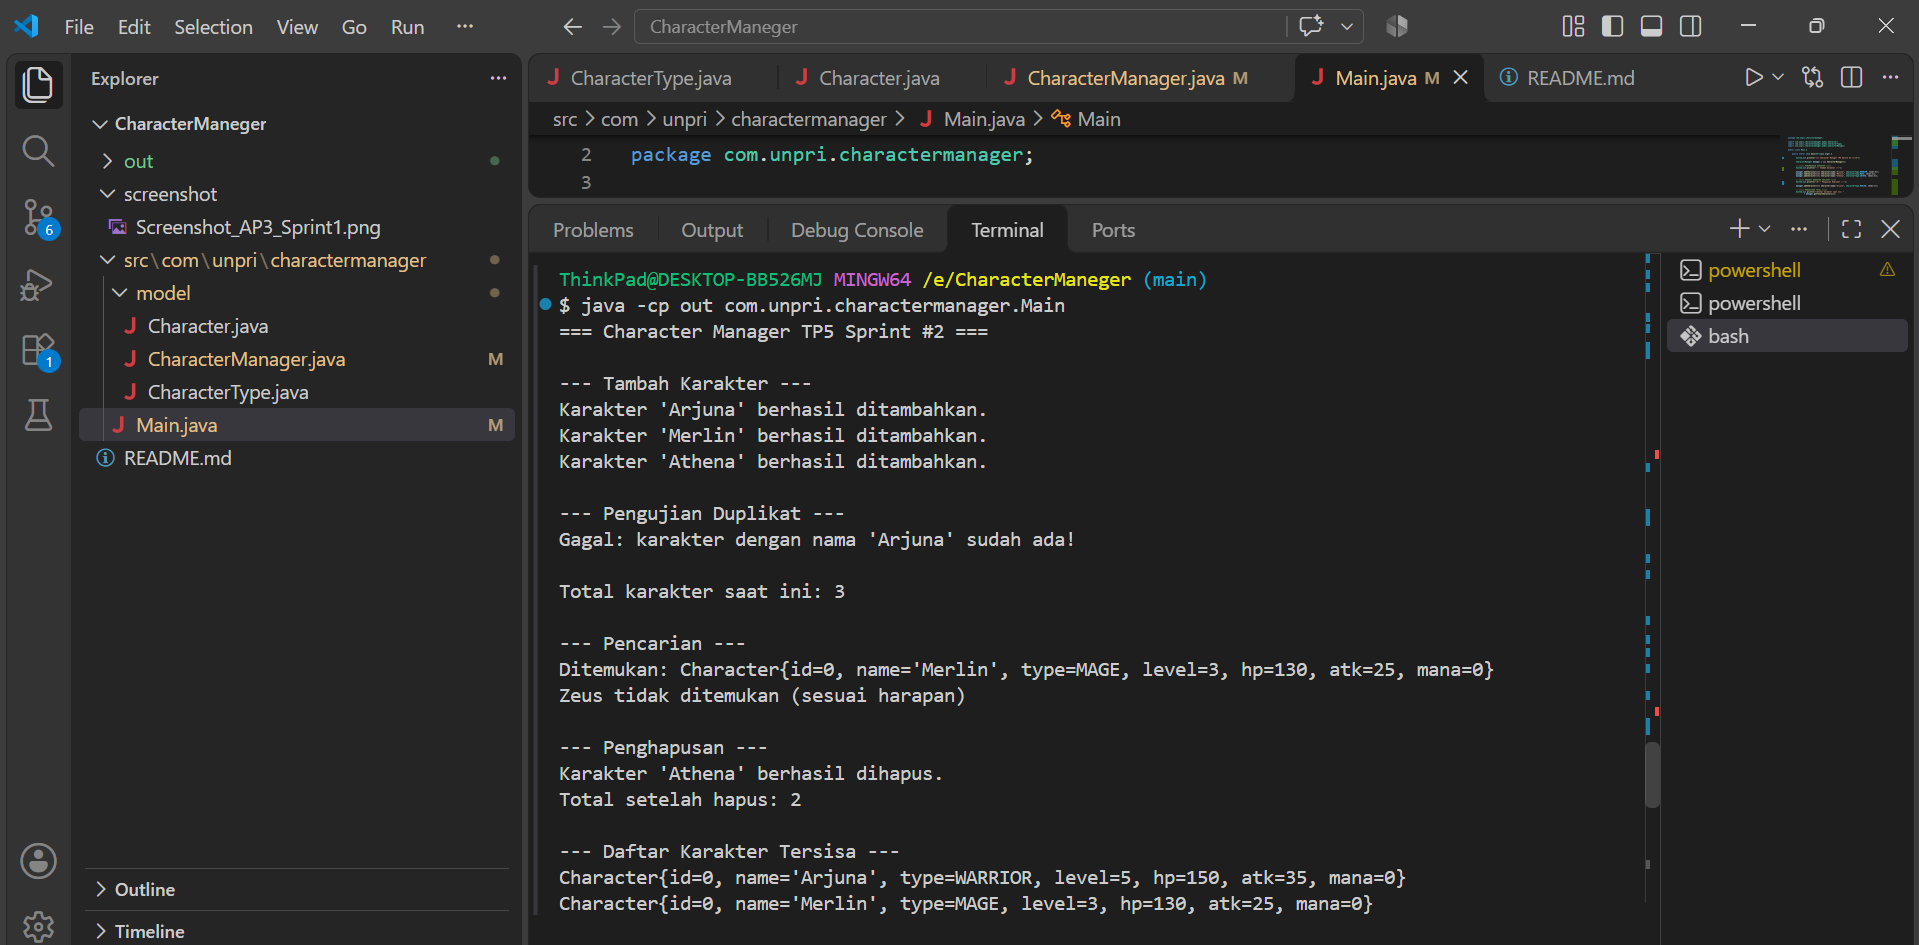 File Edit Selection View Go Run ···
CharacterManeger
Explorer ···
CharacterManeger
out
screenshot
Screenshot_AP3_Sprint1.png
src\com\unpri\charactermanager
model
J Character.java
J CharacterManager.java M
J CharacterType.java
J Main.java M
README.md
6
1
Outline
Timeline
J CharacterType.java J Character.java J CharacterManager.java M J Main.java M README.md ···
src > com > unpri > charactermanager > J Main.java > Main
2 package com.unpri.charactermanager;
3
Problems Output Debug Console Terminal Ports ···
ThinkPad@DESKTOP-BB526MJ MINGW64 /e/CharacterManeger (main)
$ java -cp out com.unpri.charactermanager.Main
=== Character Manager TP5 Sprint #2 ===
--- Tambah Karakter ---
Karakter 'Arjuna' berhasil ditambahkan.
Karakter 'Merlin' berhasil ditambahkan.
Karakter 'Athena' berhasil ditambahkan.
--- Pengujian Duplikat ---
Gagal: karakter dengan nama 'Arjuna' sudah ada!
Total karakter saat ini: 3
--- Pencarian ---
Ditemukan: Character{id=0, name='Merlin', type=MAGE, level=3, hp=130, atk=25, mana=0}
Zeus tidak ditemukan (sesuai harapan)
--- Penghapusan ---
Karakter 'Athena' berhasil dihapus.
Total setelah hapus: 2
--- Daftar Karakter Tersisa ---
Character{id=0, name='Arjuna', type=WARRIOR, level=5, hp=150, atk=35, mana=0}
Character{id=0, name='Merlin', type=MAGE, level=3, hp=130, atk=25, mana=0}
powershell
powershell
bash